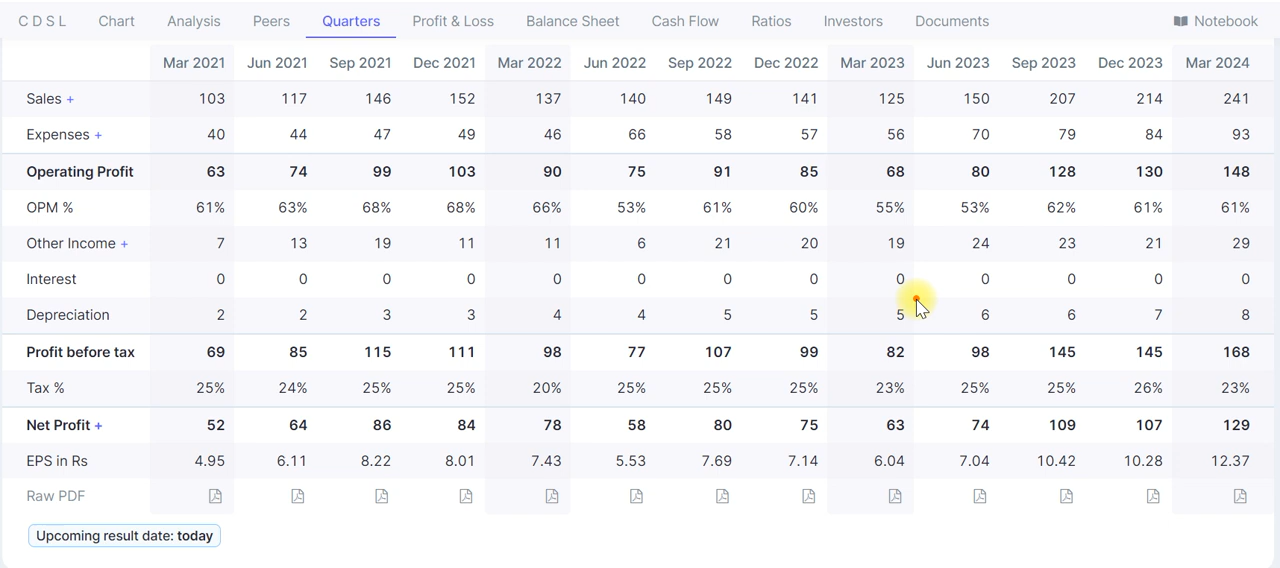 C D S L Chart Analysis Peers Quarters Profit & Loss Balance Sheet Cash Flow Ratios Investors Documents Notebook
Mar 2021 Jun 2021 Sep 2021 Dec 2021 Mar 2022 Jun 2022 Sep 2022 Dec 2022 Mar 2023 Jun 2023 Sep 2023 Dec 2023 Mar 2024
Sales + 103 117 146 152 137 140 149 141 125 150 207 214 241
Expenses + 40 44 47 49 46 66 58 57 56 70 79 84 93
Operating Profit 63 74 99 103 90 75 91 85 68 80 128 130 148
OPM % 61% 63% 68% 68% 66% 53% 61% 60% 55% 53% 62% 61% 61%
Other Income + 7 13 19 11 11 6 21 20 19 24 23 21 29
Interest 0 0 0 0 0 0 0 0 0 0 0 0 0
Depreciation 2 2 3 3 4 4 5 5 5 6 6 7 8
Profit before tax 69 85 115 111 98 77 107 99 82 98 145 145 168
Tax % 25% 24% 25% 25% 20% 25% 25% 25% 23% 25% 25% 26% 23%
Net Profit + 52 64 86 84 78 58 80 75 63 74 109 107 129
EPS in Rs 4.95 6.11 8.22 8.01 7.43 5.53 7.69 7.14 6.04 7.04 10.42 10.28 12.37
Raw PDF
Upcoming result date: today